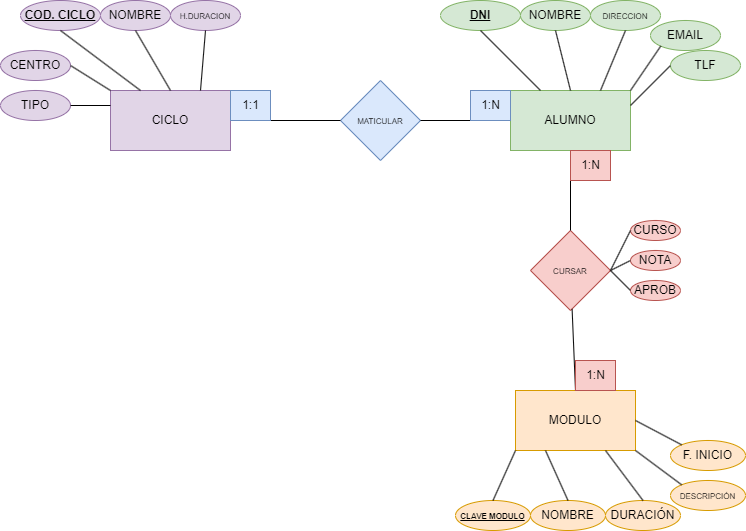 COD. CICLO
NOMBRE
H.DURACION
DNI
NOMBRE
DIRECCION
EMAIL
CENTRO
TLF
TIPO
1:1
1:N
CICLO
MATICULAR
ALUMNO
1:N
CURSO
CURSAR
NOTA
APROB
1:N
MODULO
F. INICIO
DESCRIPCIÓN
CLAVE MODULO
NOMBRE
DURACIÓN